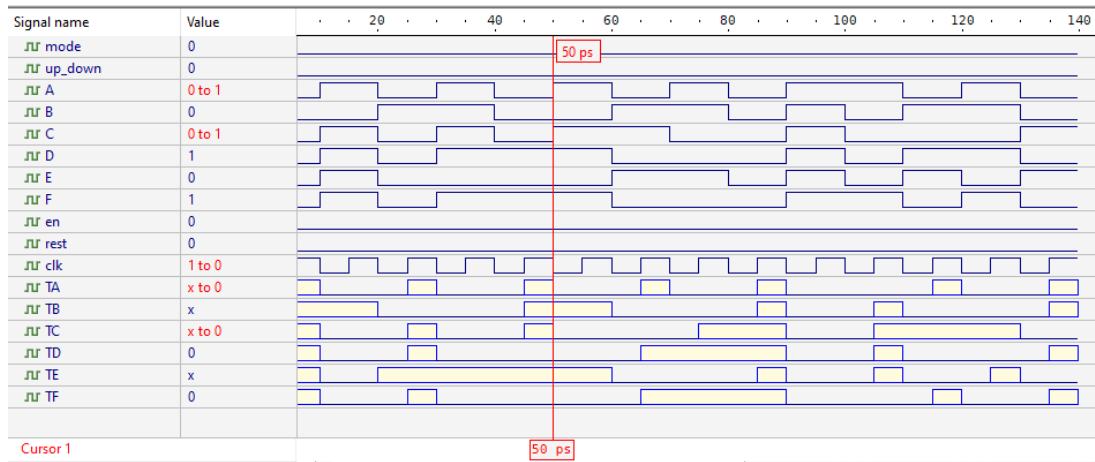 Signal name Value 20 40 60 80 100 120 140
mode 0
50 ps
up_down 0
A 0 to 1
B 0
C 0 to 1
D 1
E 0
F 1
en 0
rest 0
clk 1 to 0
TA x to 0
TB x
TC x to 0
TD 0
TE x
TF 0
Cursor 1 50 ps